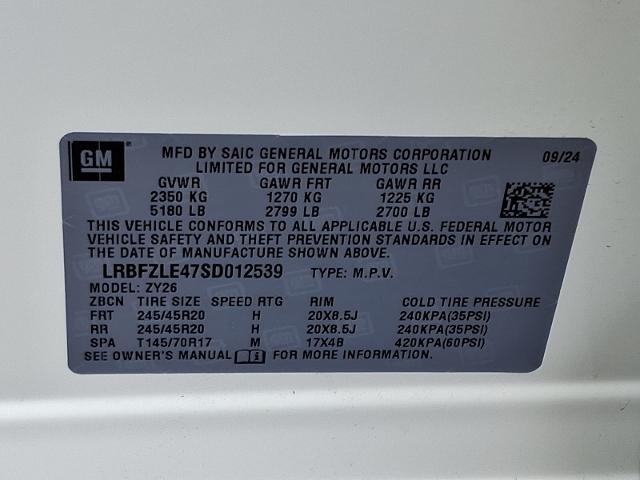 GM
MFD BY SAIC GENERAL MOTORS CORPORATION 09/24
LIMITED FOR GENERAL MOTORS LLC
GVWR GAWR FRT GAWR RR
2350 KG 1270 KG 1225 KG
5180 LB 2799 LB 2700 LB
THIS VEHICLE CONFORMS TO ALL APPLICABLE U.S. FEDERAL MOTOR
VEHICLE SAFETY AND THEFT PREVENTION STANDARDS IN EFFECT ON
THE DATE OF MANUFACTURE SHOWN ABOVE.
LRBFZLE47SD012539 TYPE: M.P.V.
MODEL: ZY26
ZBCN TIRE SIZE SPEED RTG RIM COLD TIRE PRESSURE
FRT 245/45R20 H 20X8.5J 240KPA(35PSI)
RR 245/45R20 H 20X8.5J 240KPA(35PSI)
SPA T145/70R17 M 17X4B 420KPA(60PSI)
SEE OWNER'S MANUAL FOR MORE INFORMATION.